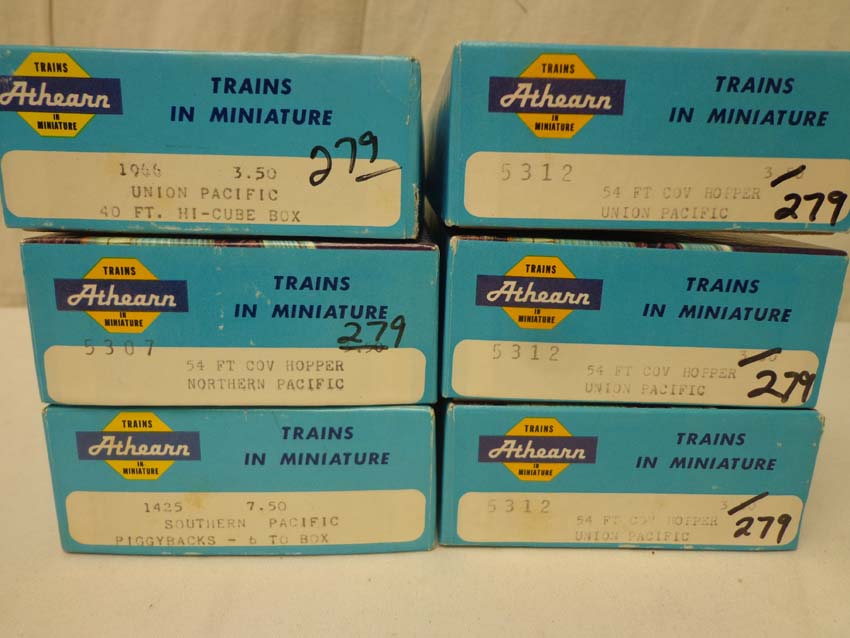 TRAINS
Athearn
IN
MINIATURE
TRAINS
IN MINIATURE
1966 3.50
279
UNION PACIFIC
40 FT. HI-CUBE BOX
TRAINS
Athearn
IN
MINIATURE
TRAINS
IN MINIATURE
5312
54 FT COV HOPPER
279
UNION PACIFIC
TRAINS
Athearn
IN
MINIATURE
TRAINS
IN MINIATURE
5307
279
54 FT COV HOPPER
NORTHERN PACIFIC
TRAINS
Athearn
IN
MINIATURE
TRAINS
IN MINIATURE
5312
54 FT COV HOPPER
279
UNION PACIFIC
TRAINS
Athearn
IN
MINIATURE
TRAINS
IN MINIATURE
1425 7.50
SOUTHERN PACIFIC
PIGGYBACKS - 6 TO BOX
TRAINS
Athearn
IN
MINIATURE
TRAINS
IN MINIATURE
5312
54 FT COV HOPPER
279
UNION PACIFIC